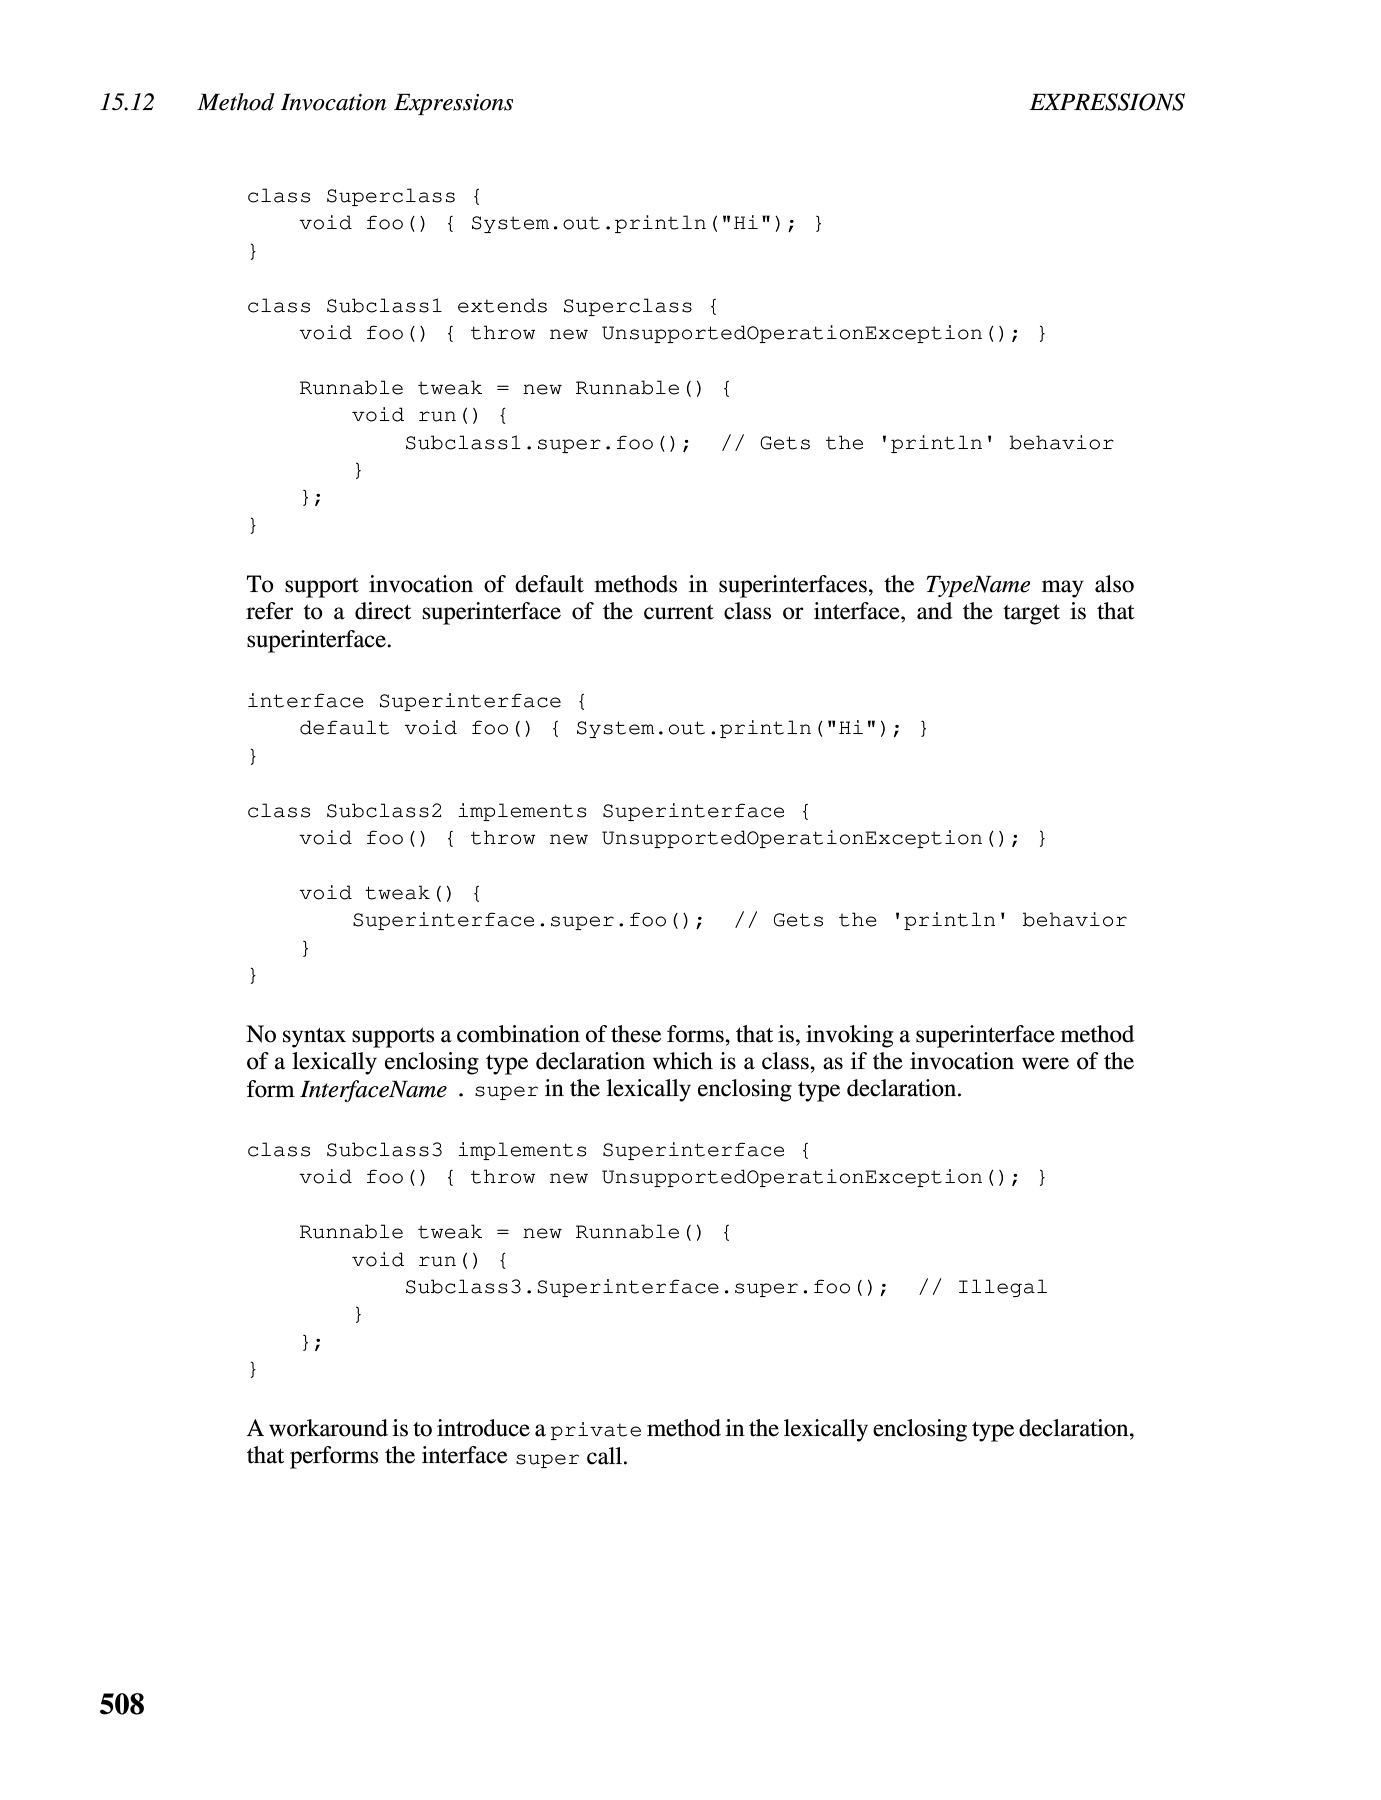 15.12 Method Invocation Expressions EXPRESSIONS
class Superclass {
    void foo() { System.out.println("Hi"); }
}
class Subclass1 extends Superclass {
    void foo() { throw new UnsupportedOperationException(); }
    Runnable tweak = new Runnable() {
        void run() {
            Subclass1.super.foo();  // Gets the 'println' behavior
        }
    };
}
To support invocation of default methods in superinterfaces, the TypeName may also
refer to a direct superinterface of the current class or interface, and the target is that
superinterface.
interface Superinterface {
    default void foo() { System.out.println("Hi"); }
}
class Subclass2 implements Superinterface {
    void foo() { throw new UnsupportedOperationException(); }
    void tweak() {
        Superinterface.super.foo();  // Gets the 'println' behavior
    }
}
No syntax supports a combination of these forms, that is, invoking a superinterface method
of a lexically enclosing type declaration which is a class, as if the invocation were of the
form InterfaceName . super in the lexically enclosing type declaration.
class Subclass3 implements Superinterface {
    void foo() { throw new UnsupportedOperationException(); }
    Runnable tweak = new Runnable() {
        void run() {
            Subclass3.Superinterface.super.foo();  // Illegal
        }
    };
}
A workaround is to introduce a private method in the lexically enclosing type declaration,
that performs the interface super call.
508